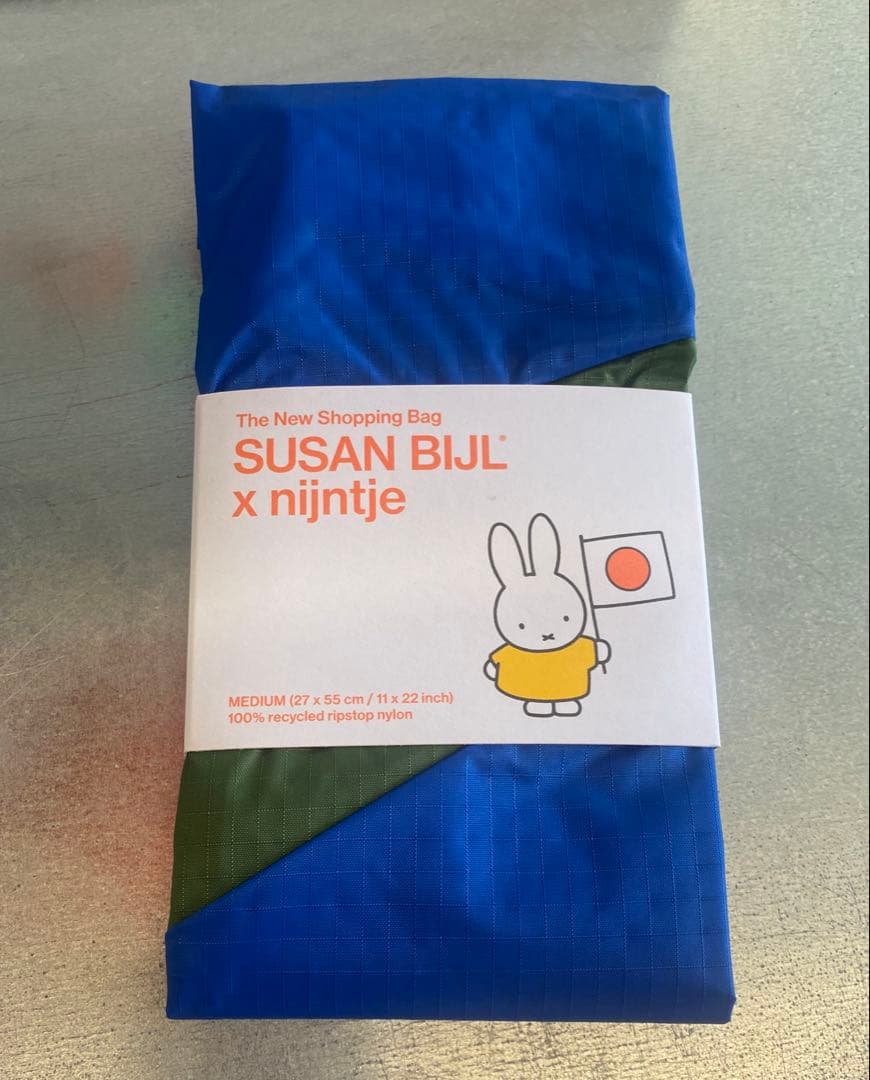 The New Shopping Bag
SUSAN BIJL®
x nijntje
MEDIUM (27 x 55 cm / 11 x 22 inch)
100% recycled ripstop nylon